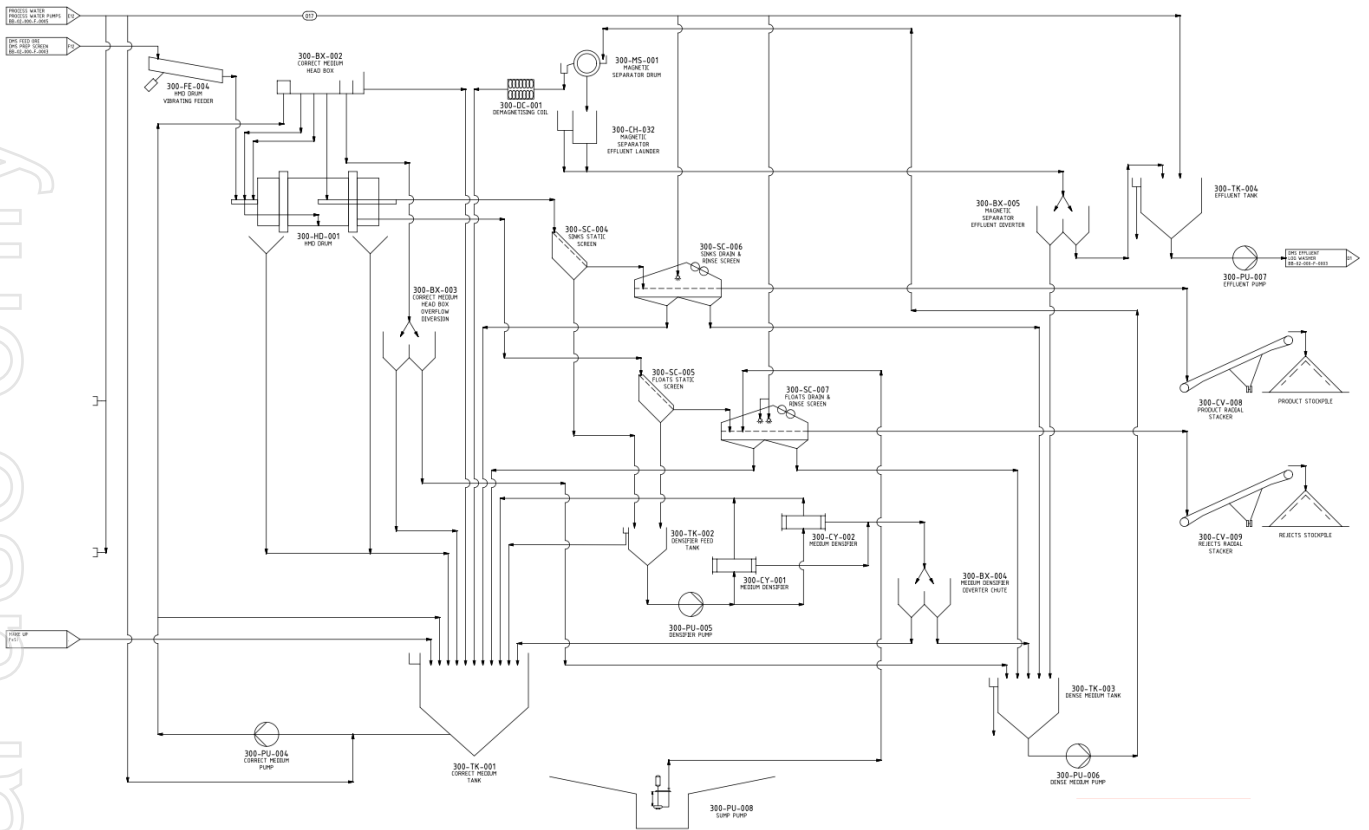 PROCESS WATER
PROCESS WATER PUMPS
017
DMS FEED ORE
DMS PREP SCREEN
300-FE-004
HMD DRUM
VIBRATING FEEDER
300-BX-002
CORRECT MEDIUM
HEAD BOX
300-MS-001
MAGNETIC
SEPARATOR DRUM
300-DC-001
DEMAGNETISING COIL
300-CH-032
MAGNETIC
SEPARATOR
EFFLUENT LAUNDER
300-TK-004
EFFLUENT TANK
300-BX-005
MAGNETIC
SEPARATOR
EFFLUENT DIVERTER
300-HD-001
HMD DRUM
300-SC-004
SINKS STATIC
SCREEN
300-SC-006
SINKS DRAIN &
RINSE SCREEN
DMS EFFLUENT
LOG WASHER
300-PU-007
EFFLUENT PUMP
300-BX-003
CORRECT MEDIUM
HEAD BOX
OVERFLOW
DIVERSION
300-SC-005
FLOATS STATIC
SCREEN
300-SC-007
FLOATS DRAIN &
RINSE SCREEN
300-CV-008
PRODUCT RADIAL
STACKER
PRODUCT STOCKPILE
300-CV-009
REJECTS RADIAL
STACKER
REJECTS STOCKPILE
300-TK-002
DENSIFIER FEED
TANK
300-CY-002
MEDIUM DENSIFIER
300-CY-001
MEDIUM DENSIFIER
300-BX-004
MEDIUM DENSIFIER
DIVERTER CHUTE
300-PU-005
DENSIFIER PUMP
MAKE UP
300-TK-003
DENSE MEDIUM TANK
300-PU-004
CORRECT MEDIUM
PUMP
300-TK-001
CORRECT MEDIUM
TANK
300-PU-006
DENSE MEDIUM PUMP
300-PU-008
SUMP PUMP